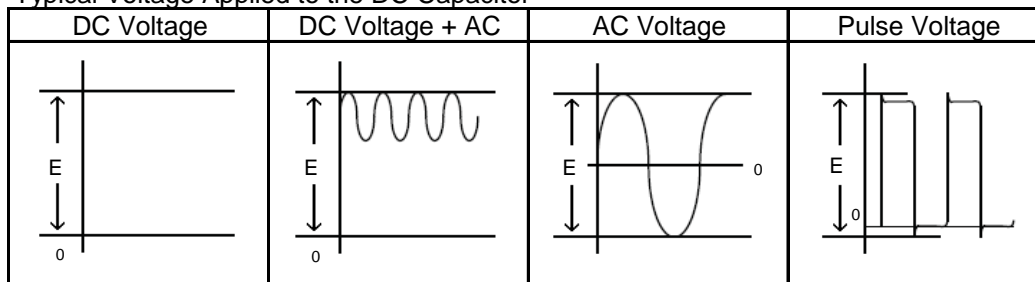 Typical Voltage Applied to the DC Capacitor
DC Voltage
DC Voltage + AC
AC Voltage
Pulse Voltage
E
0
E
0
E
0
E
0